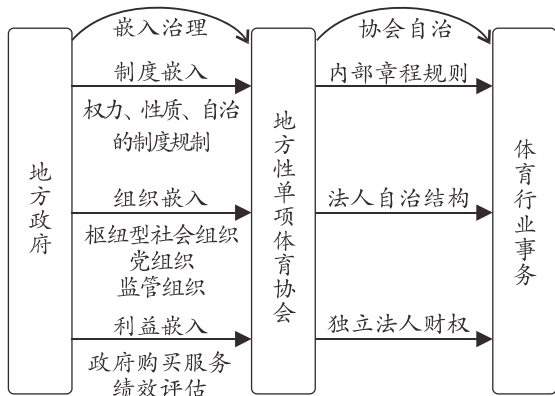 嵌入治理
协会自治
地方政府
制度嵌入
权力、性质、自治
的制度规制
组织嵌入
枢纽型社会组织
党组织
监管组织
利益嵌入
政府购买服务
绩效评估
地方性单项体育协会
内部章程规则
法人自治结构
独立法人财权
体育行业事务